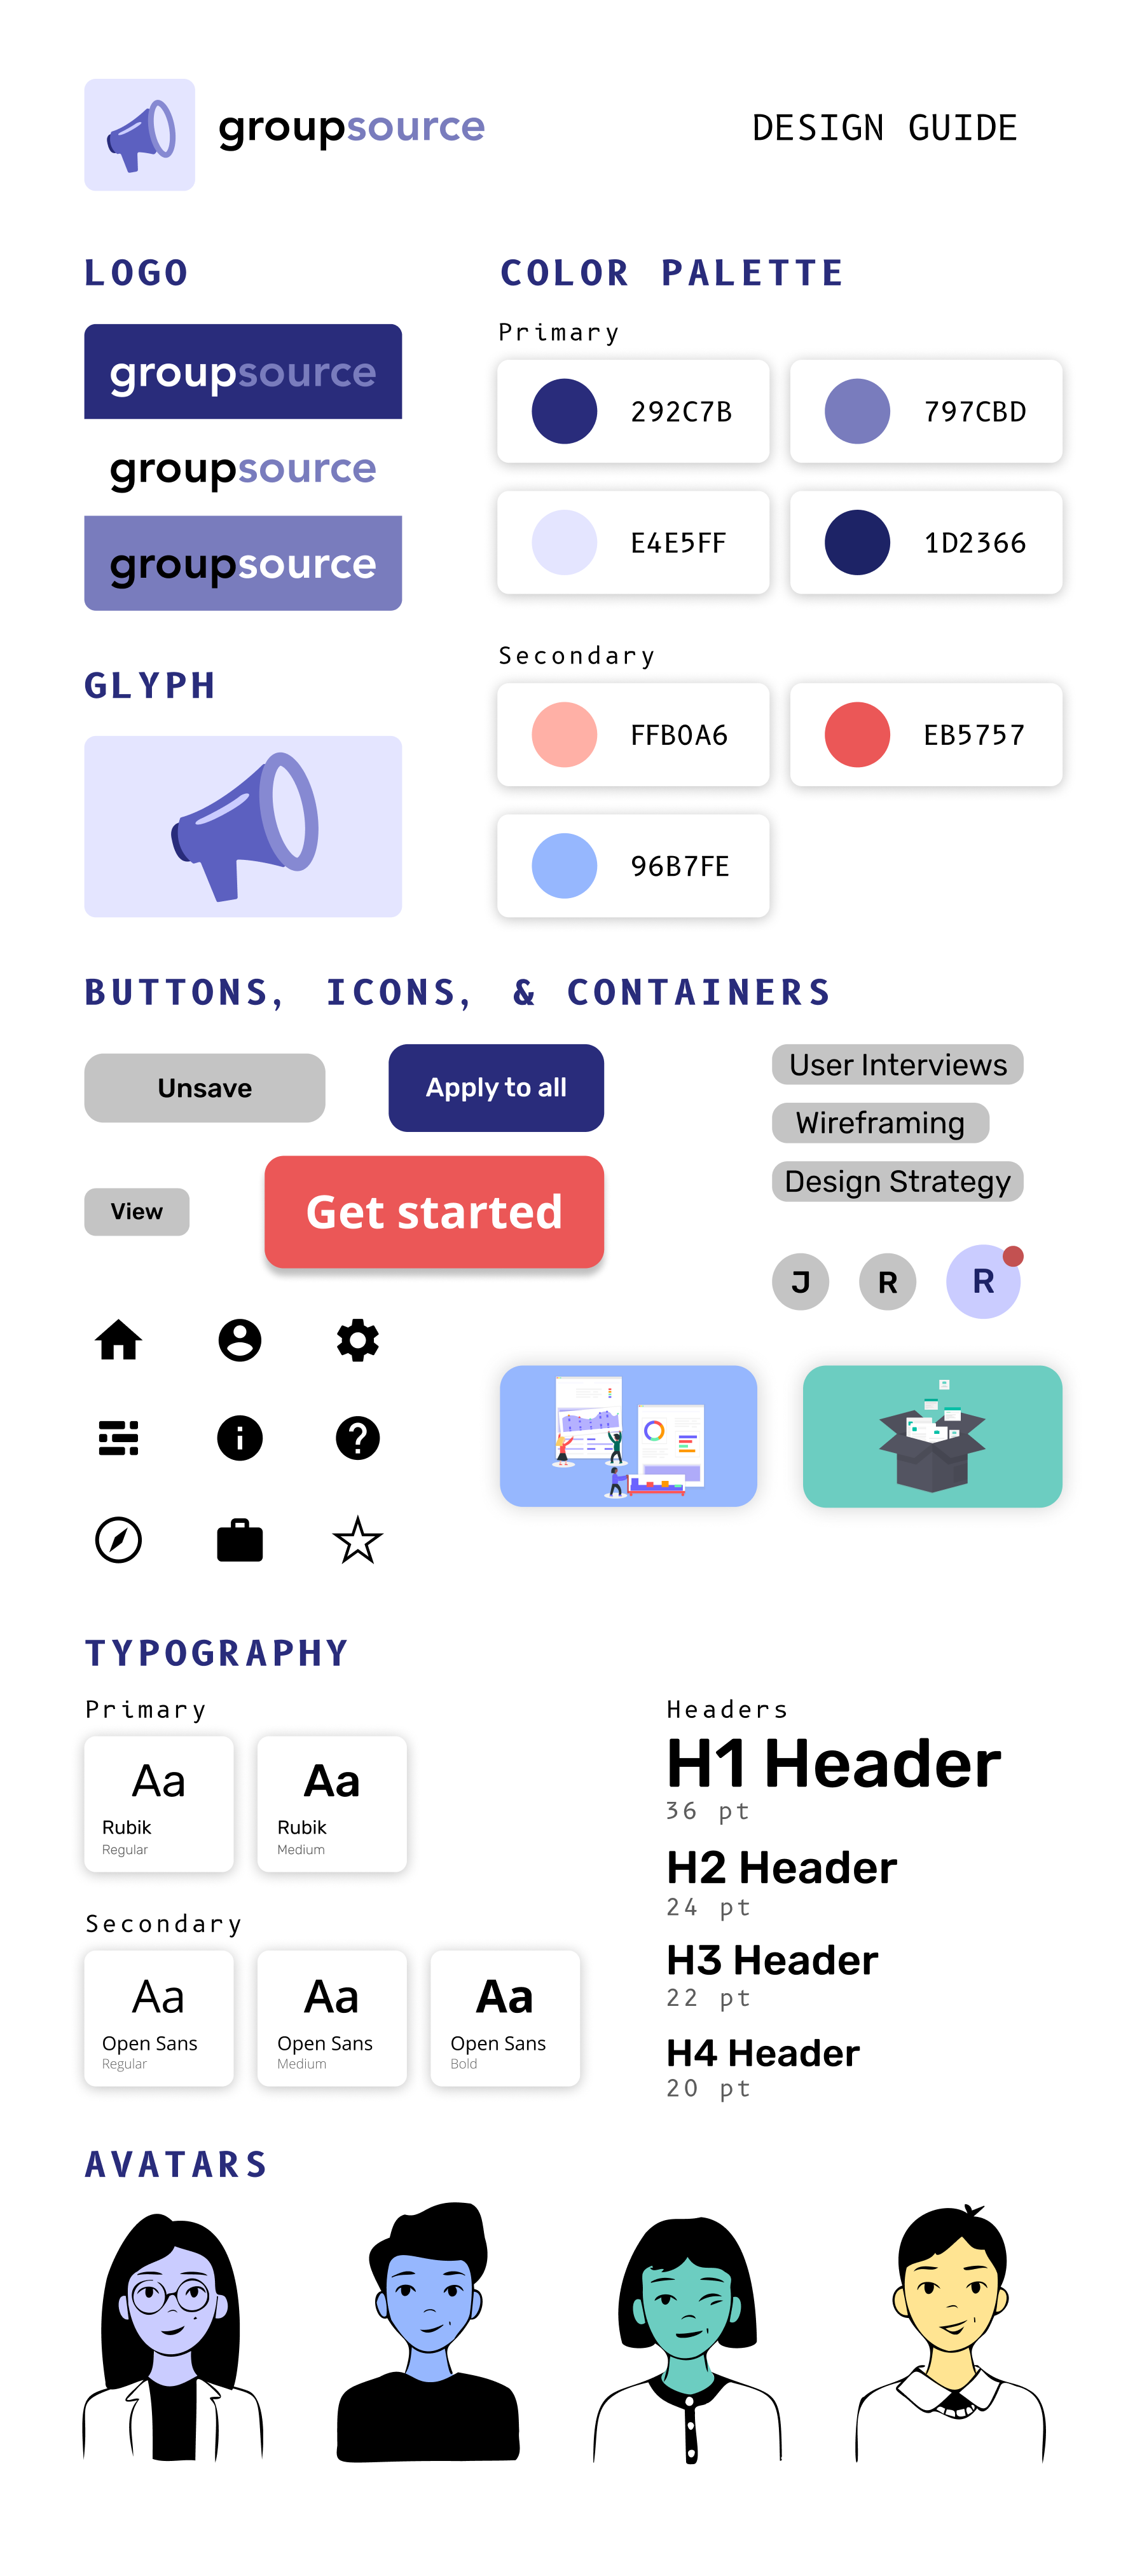 groupsource
DESIGN GUIDE
LOGO
groupsource
groupsource
groupsource
GLYPH
COLOR PALETTE
Primary
292C7B
797CBD
E4E5FF
1D2366
Secondary
FFB0A6
EB5757
96B7FE
BUTTONS, ICONS, & CONTAINERS
Unsave
Apply to all
View
Get started
User Interviews
Wireframing
Design Strategy
J
R
R
TYPOGRAPHY
Primary
Aa
Rubik
Regular
Aa
Rubik
Medium
Secondary
Aa
Open Sans
Regular
Aa
Open Sans
Medium
Aa
Open Sans
Bold
Headers
H1 Header
36 pt
H2 Header
24 pt
H3 Header
22 pt
H4 Header
20 pt
AVATARS